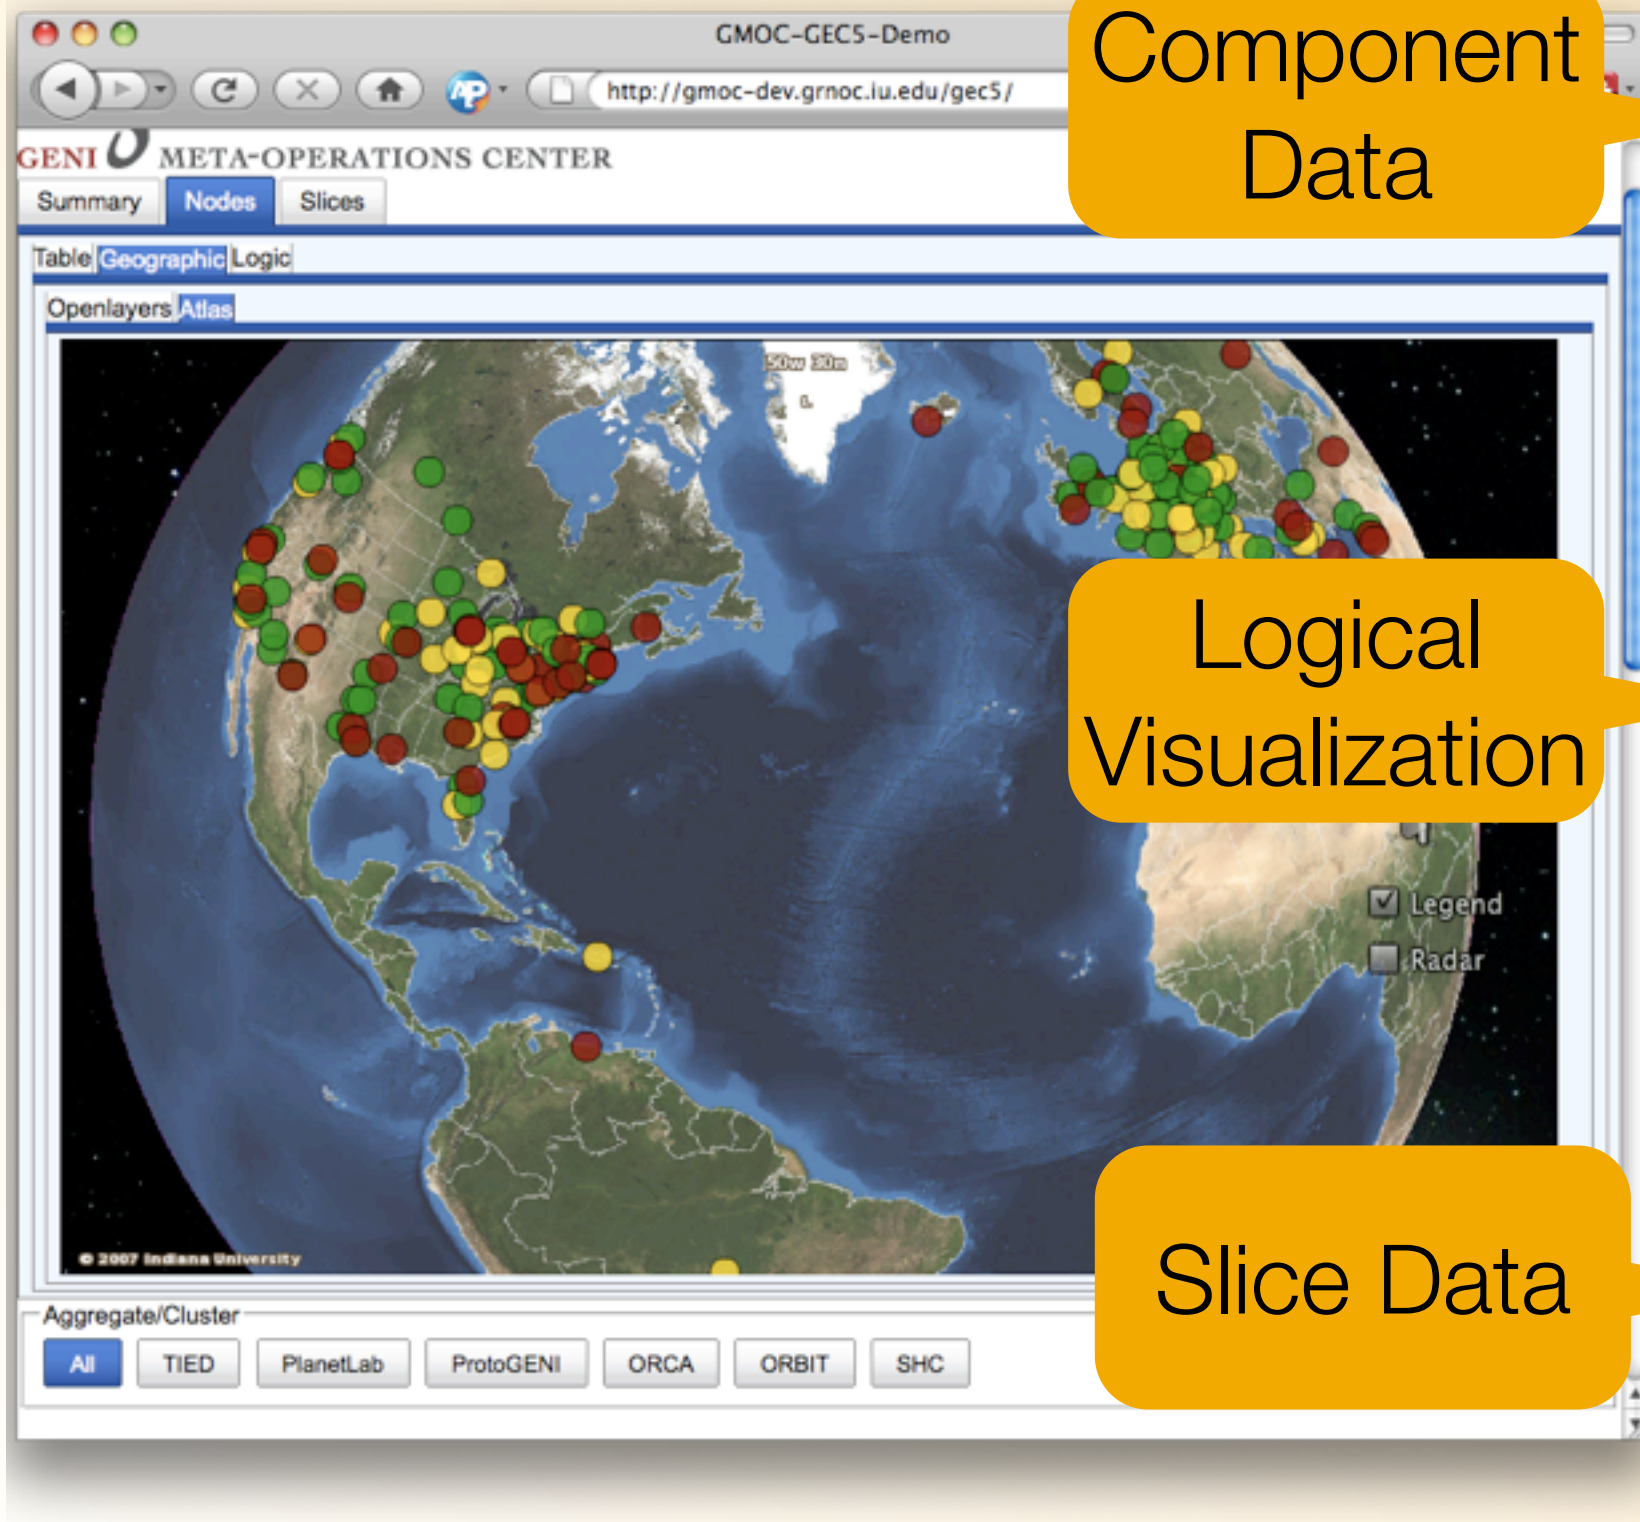 GMOC-GEC5-Demo
http://gmoc-dev.grnoc.iu.edu/gec5/
Component
Data
GENI META-OPERATIONS CENTER
Summary Nodes Slices
Table Geographic Logic
Openlayers Atlas
50w 30n
Logical
Visualization
Legend
Radar
© 2007 Indiana University
Slice Data
Aggregate/Cluster
All TIED PlanetLab ProtoGENI ORCA ORBIT SHC